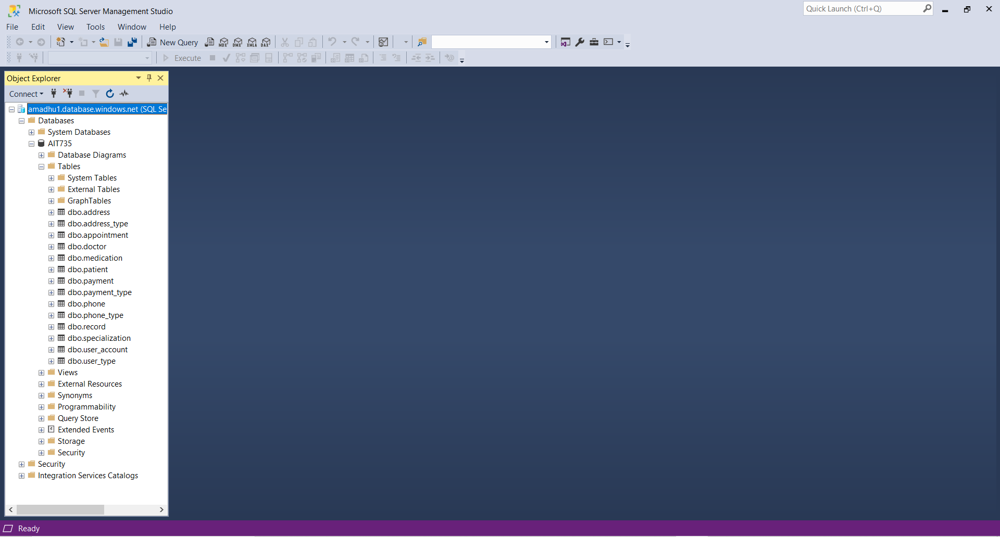 Microsoft SQL Server Management Studio
Quick Launch (Ctrl+Q)
File Edit View Tools Window Help
New Query MDX DMX XMLA DAX
Execute
Object Explorer
Connect
amadhu1.database.windows.net (SQL Se
Databases
System Databases
AIT735
Database Diagrams
Tables
System Tables
External Tables
GraphTables
dbo.address
dbo.address_type
dbo.appointment
dbo.doctor
dbo.medication
dbo.patient
dbo.payment
dbo.payment_type
dbo.phone
dbo.phone_type
dbo.record
dbo.specialization
dbo.user_account
dbo.user_type
Views
External Resources
Synonyms
Programmability
Query Store
Extended Events
Storage
Security
Security
Integration Services Catalogs
Ready